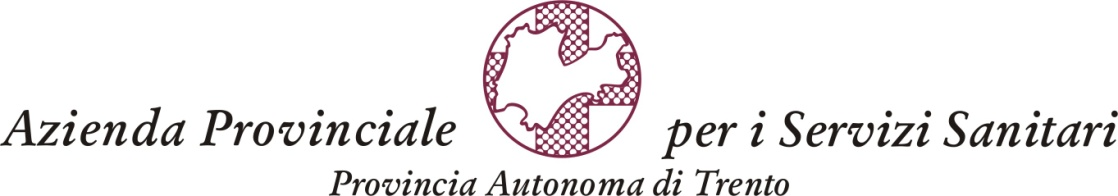 Azienda Provinciale per i Servizi Sanitari
Provincia Autonoma di Trento